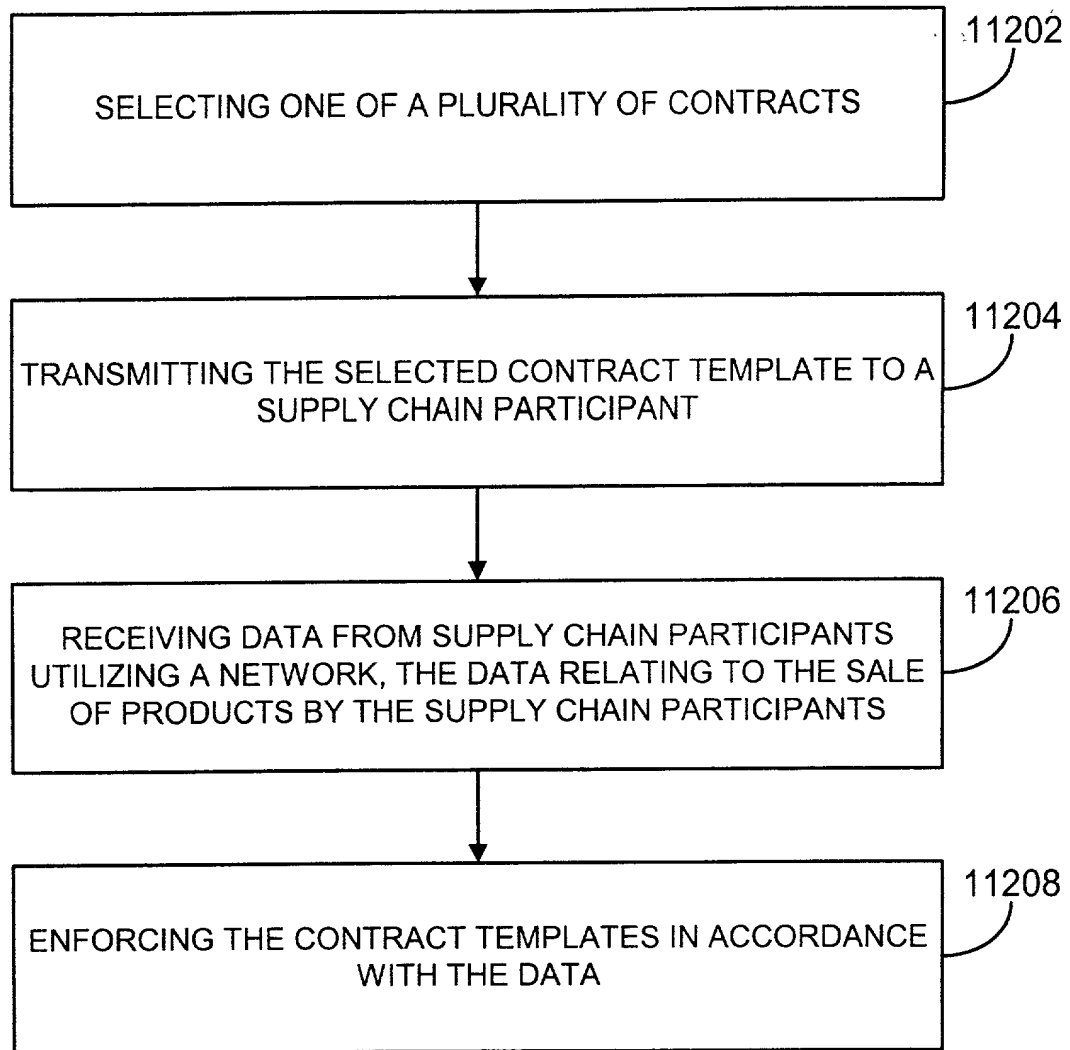 11202
SELECTING ONE OF A PLURALITY OF CONTRACTS
11204
TRANSMITTING THE SELECTED CONTRACT TEMPLATE TO A
SUPPLY CHAIN PARTICIPANT
11206
RECEIVING DATA FROM SUPPLY CHAIN PARTICIPANTS
UTILIZING A NETWORK, THE DATA RELATING TO THE SALE
OF PRODUCTS BY THE SUPPLY CHAIN PARTICIPANTS
11208
ENFORCING THE CONTRACT TEMPLATES IN ACCORDANCE
WITH THE DATA